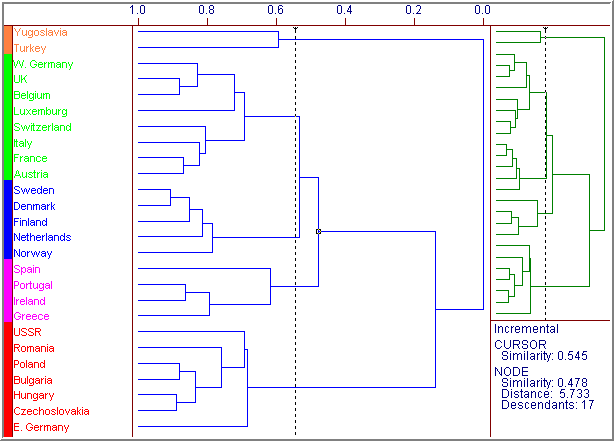 1.0 0.8 0.6 0.4 0.2 0.0
Yugoslavia
Turkey
W. Germany
UK
Belgium
Luxemburg
Switzerland
Italy
France
Austria
Sweden
Denmark
Finland
Netherlands
Norway
Spain
Portugal
Ireland
Greece
USSR
Romania
Poland
Bulgaria
Hungary
Czechoslovakia
E. Germany
Incremental
CURSOR
Similarity: 0.545
NODE
Similarity: 0.478
Distance: 5.733
Descendants: 17